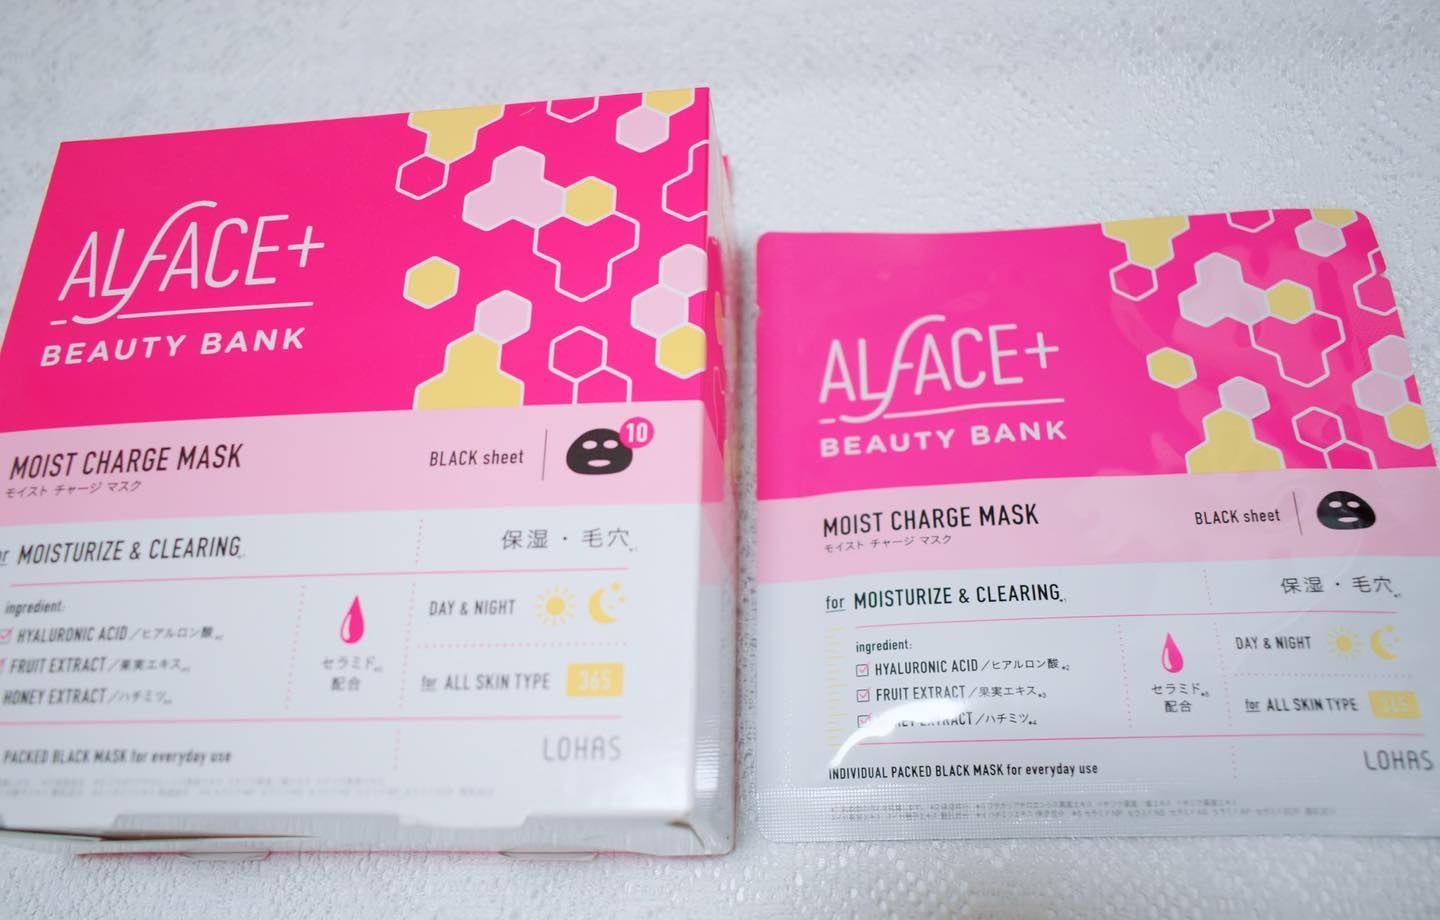 ALFACE+
BEAUTY BANK
MOIST CHARGE MASK
モイスト チャージ マスク
BLACK sheet
10
MOISTURIZE & CLEARING
保湿・毛穴
ingredient:
HYALURONIC ACID/ヒアルロン酸
FRUIT EXTRACT/果実エキス
HONEY EXTRACT/ハチミツ
セラミド
配合
DAY & NIGHT
for ALL SKIN TYPE
365
PACKED BLACK MASK for everyday use
LOHAS
ALFACE+
BEAUTY BANK
MOIST CHARGE MASK
モイスト チャージ マスク
BLACK sheet
for MOISTURIZE & CLEARING
保湿・毛穴
ingredient:
HYALURONIC ACID/ヒアルロン酸
FRUIT EXTRACT/果実エキス
EXTRACT/ハチミツ
セラミド
配合
DAY & NIGHT
for ALL SKIN TYPE
365
INDIVIDUAL PACKED BLACK MASK for everyday use
LOHAS